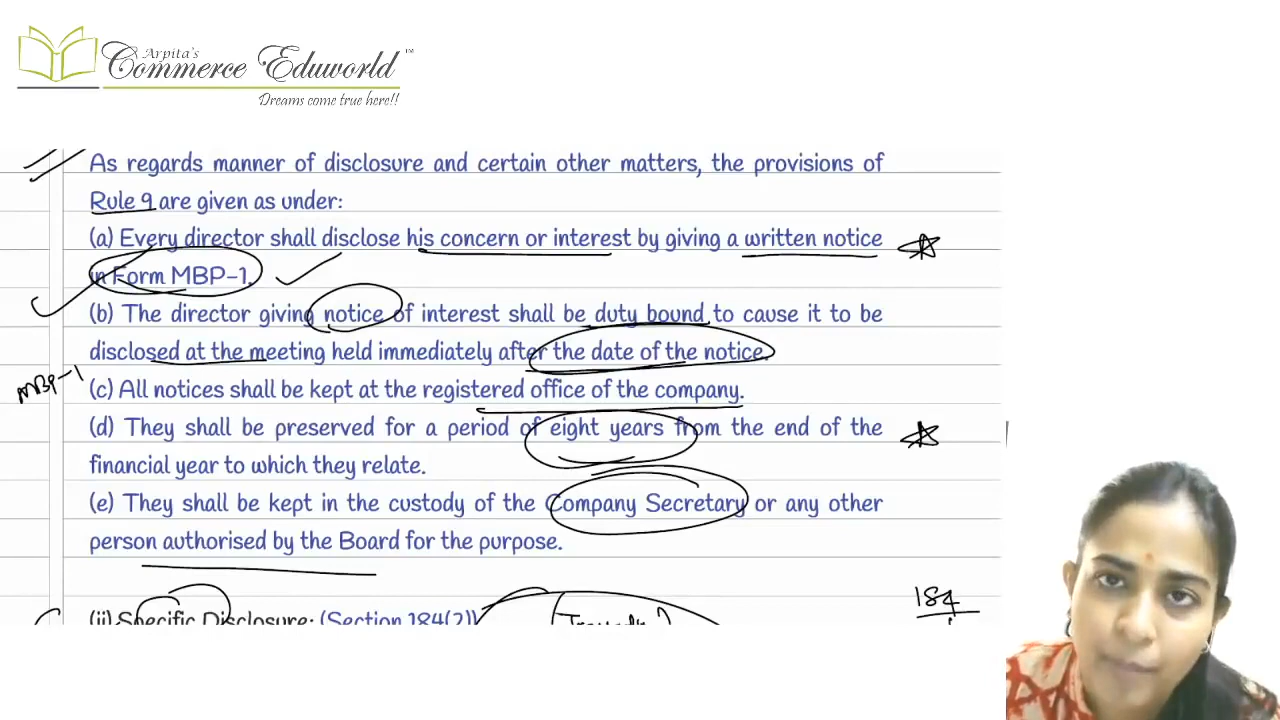 Arpita's
Commerce Eduworld™
Dreams come true here!!
As regards manner of disclosure and certain other matters, the provisions of
Rule 9 are given as under:
(a) Every director shall disclose his concern or interest by giving a written notice
in Form MBP-1.
(b) The director giving notice of interest shall be duty bound to cause it to be
disclosed at the meeting held immediately after the date of the notice.
MBP-1
(c) All notices shall be kept at the registered office of the company.
(d) They shall be preserved for a period of eight years from the end of the
financial year to which they relate.
(e) They shall be kept in the custody of the Company Secretary or any other
person authorised by the Board for the purpose.
184
(ii) Specific Disclosure: (Section 184(2))